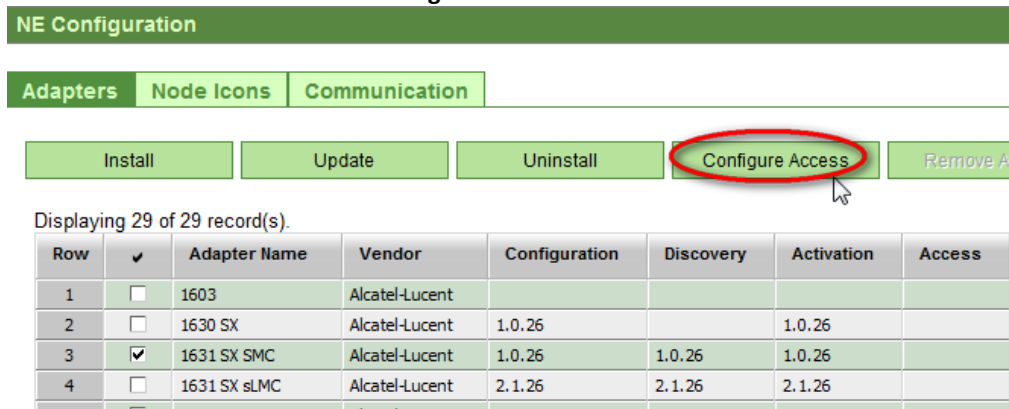 NE Configuration
Adapters Node Icons Communication
Install Update Uninstall Configure Access Remove A
Displaying 29 of 29 record(s).
Row Adapter Name Vendor Configuration Discovery Activation Access
1 1603 Alcatel-Lucent
2 1630 SX Alcatel-Lucent 1.0.26 1.0.26
3 1631 SX SMC Alcatel-Lucent 1.0.26 1.0.26 1.0.26
4 1631 SX sLMC Alcatel-Lucent 2.1.26 2.1.26 2.1.26